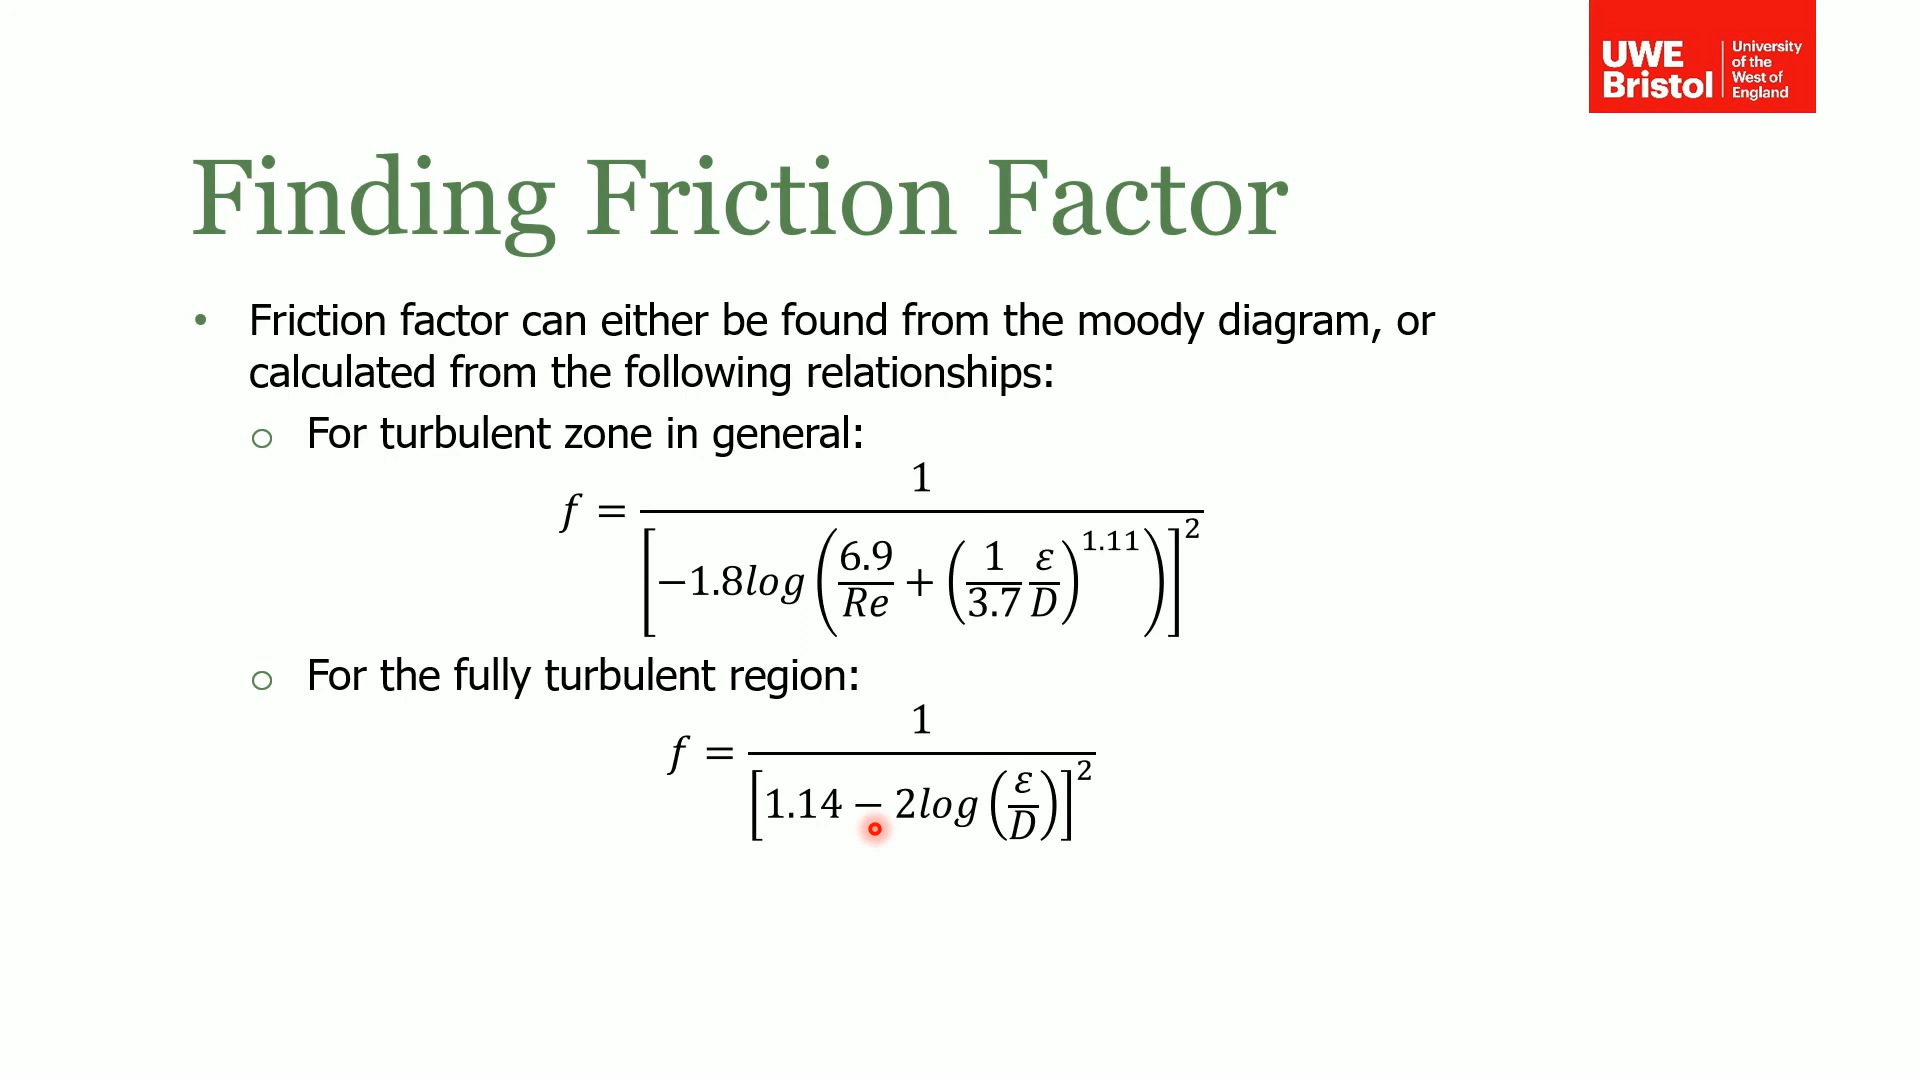 UWE Bristol
University of the West of England
Finding Friction Factor
• Friction factor can either be found from the moody diagram, or
calculated from the following relationships:
o For turbulent zone in general:
f = 1 / [−1.8log(6.9/Re + (1/3.7 ε/D)^1.11)]^2
o For the fully turbulent region:
f = 1 / [1.14 − 2log(ε/D)]^2